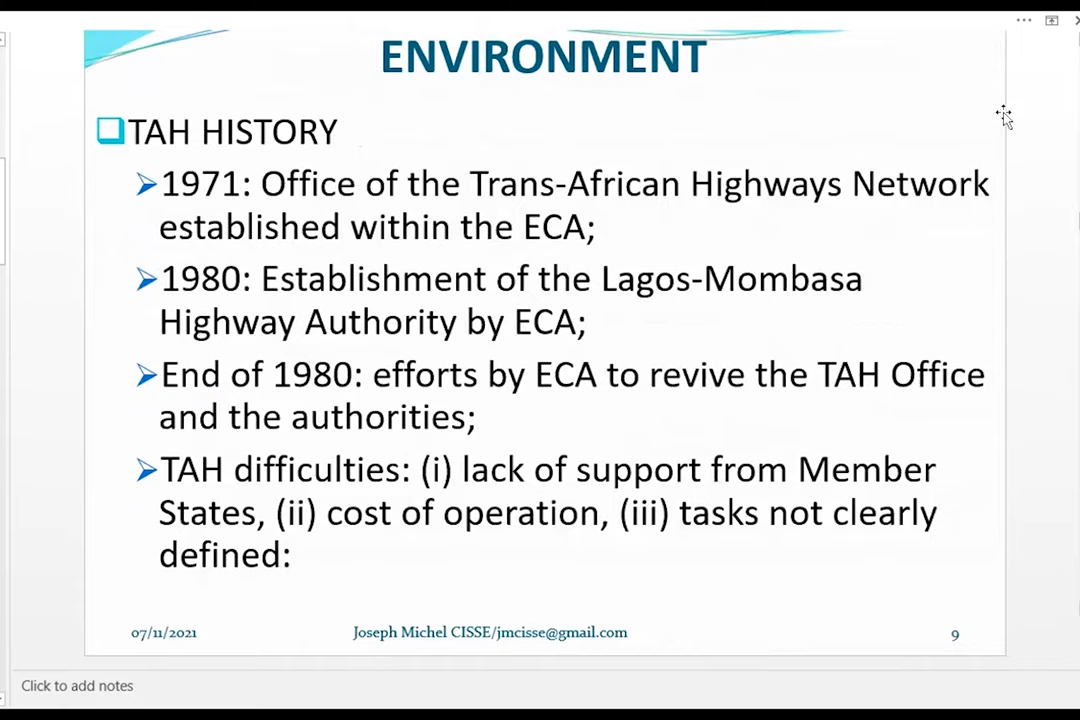 ENVIRONMENT
TAH HISTORY
1971: Office of the Trans-African Highways Network
established within the ECA;
1980: Establishment of the Lagos-Mombasa
Highway Authority by ECA;
End of 1980: efforts by ECA to revive the TAH Office
and the authorities;
TAH difficulties: (i) lack of support from Member
States, (ii) cost of operation, (iii) tasks not clearly
defined:
07/11/2021 Joseph Michel CISSE/jmcisse@gmail.com 9
Click to add notes